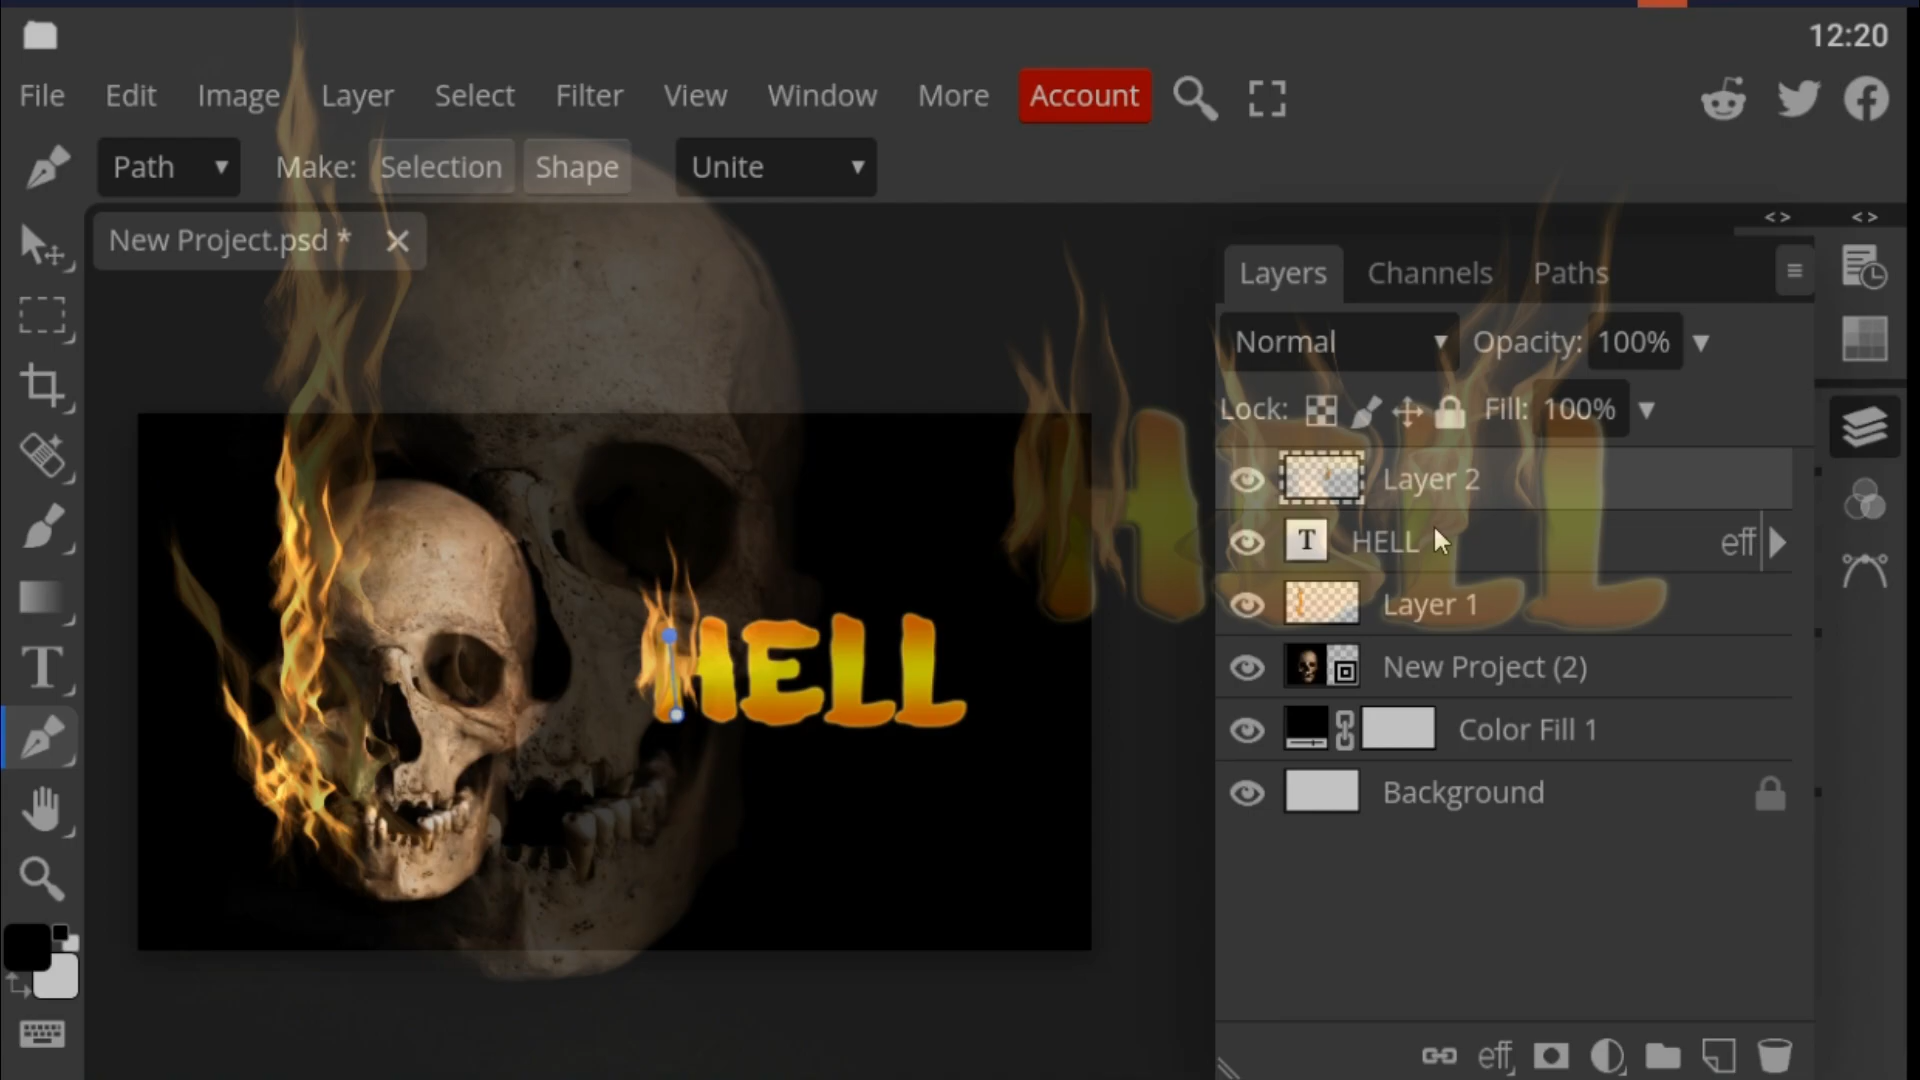 12:20
File Edit Image Layer Select Filter View Window More Account
Path Make: Selection Shape Unite
New Project.psd *
Layers Channels Paths
Normal Opacity: 100%
Lock: Fill: 100%
Layer 2
T HELL eff
Layer 1
New Project (2)
Color Fill 1
Background
HELL
HELL
T
eff